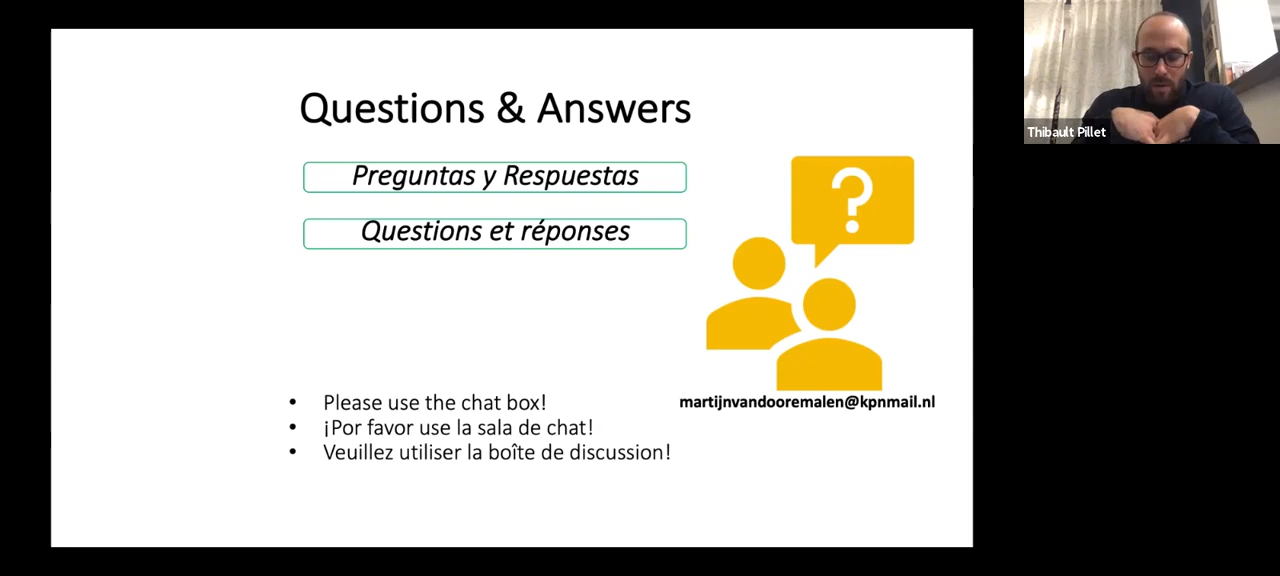 Questions & Answers
Preguntas y Respuestas
Questions et réponses
?
• Please use the chat box!
• ¡Por favor use la sala de chat!
• Veuillez utiliser la boîte de discussion!
martijnvandooremalen@kpnmail.nl
Thibault Pillet